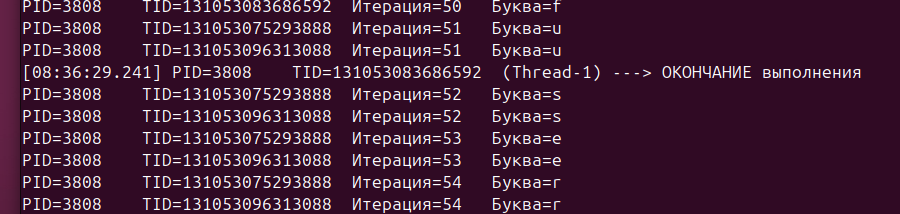 PID=3808    TID=131053083686592  Итерация=50   Буква=f
PID=3808    TID=131053075293888  Итерация=51   Буква=u
PID=3808    TID=131053096313088  Итерация=51   Буква=u
[08:36:29.241] PID=3808    TID=131053083686592  (Thread-1) ---> ОКОНЧАНИЕ выполнения
PID=3808    TID=131053075293888  Итерация=52   Буква=s
PID=3808    TID=131053096313088  Итерация=52   Буква=s
PID=3808    TID=131053075293888  Итерация=53   Буква=e
PID=3808    TID=131053096313088  Итерация=53   Буква=e
PID=3808    TID=131053075293888  Итерация=54   Буква=r
PID=3808    TID=131053096313088  Итерация=54   Буква=r